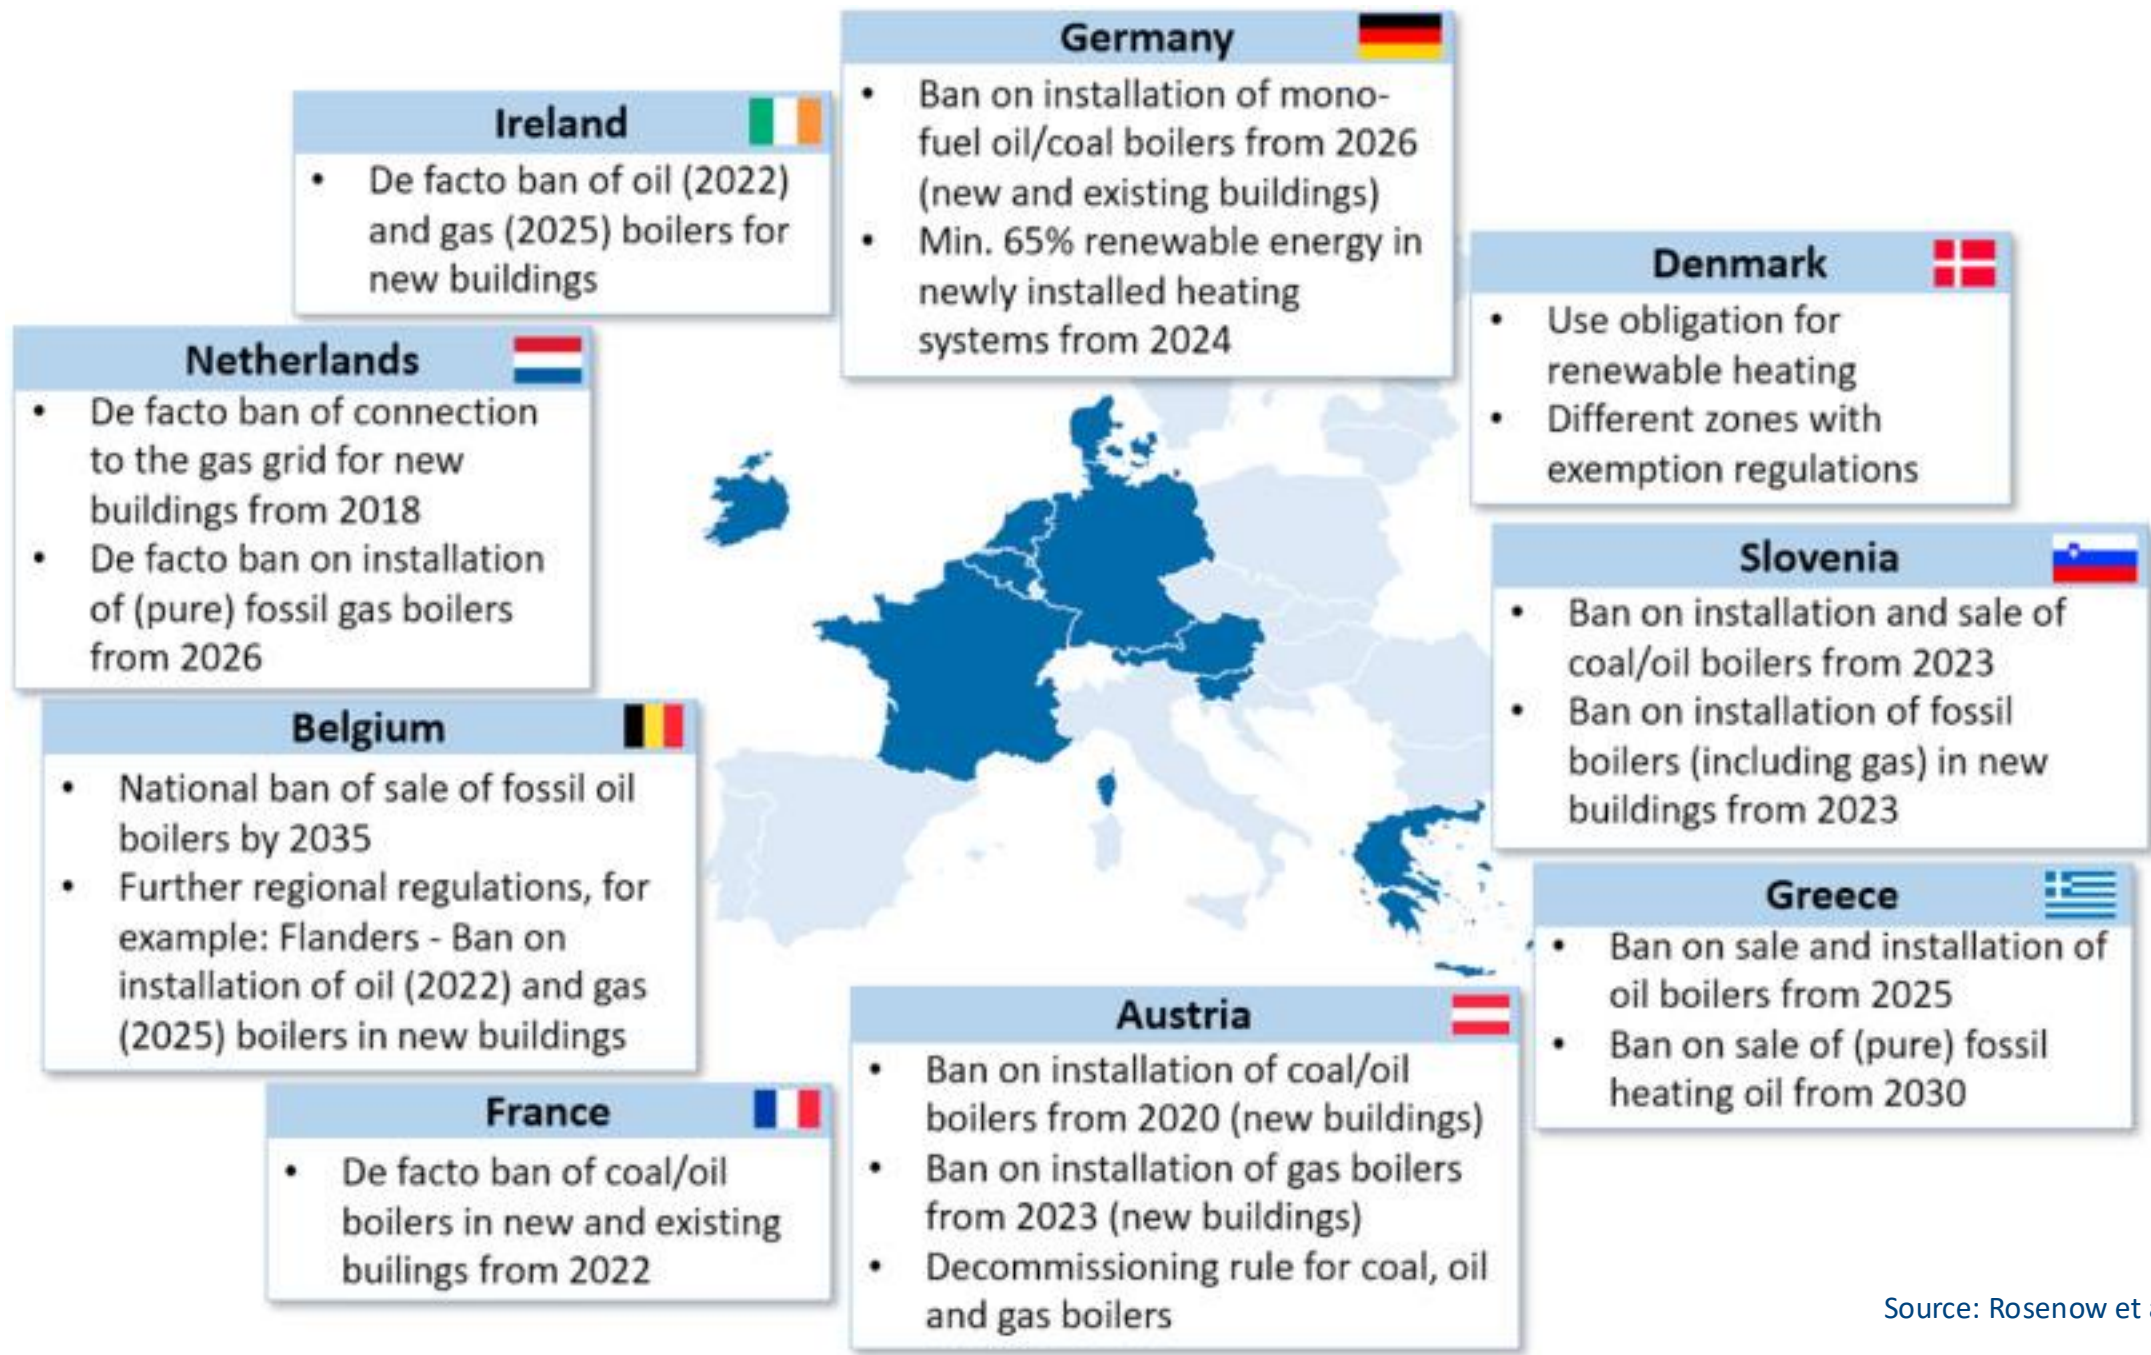 Germany
• Ban on installation of mono-
fuel oil/coal boilers from 2026
(new and existing buildings)
• Min. 65% renewable energy in
newly installed heating
systems from 2024
Ireland
• De facto ban of oil (2022)
and gas (2025) boilers for
new buildings
Denmark
• Use obligation for
renewable heating
• Different zones with
exemption regulations
Netherlands
• De facto ban of connection
to the gas grid for new
buildings from 2018
• De facto ban on installation
of (pure) fossil gas boilers
from 2026
Slovenia
• Ban on installation and sale of
coal/oil boilers from 2023
• Ban on installation of fossil
boilers (including gas) in new
buildings from 2023
Belgium
• National ban of sale of fossil oil
boilers by 2035
• Further regional regulations, for
example: Flanders - Ban on
installation of oil (2022) and gas
(2025) boilers in new buildings
Greece
• Ban on sale and installation of
oil boilers from 2025
• Ban on sale of (pure) fossil
heating oil from 2030
Austria
• Ban on installation of coal/oil
boilers from 2020 (new buildings)
• Ban on installation of gas boilers
from 2023 (new buildings)
• Decommissioning rule for coal, oil
and gas boilers
France
• De facto ban of coal/oil
boilers in new and existing
builings from 2022
Source: Rosenow et